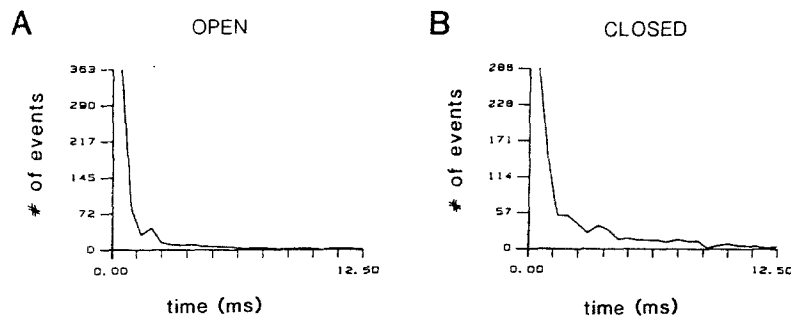 A
OPEN
363
290
217
145
72
0
# of events
0.00
12.50
time (ms)
B
CLOSED
286
228
171
114
57
0
# of events
0.00
12.50
time (ms)